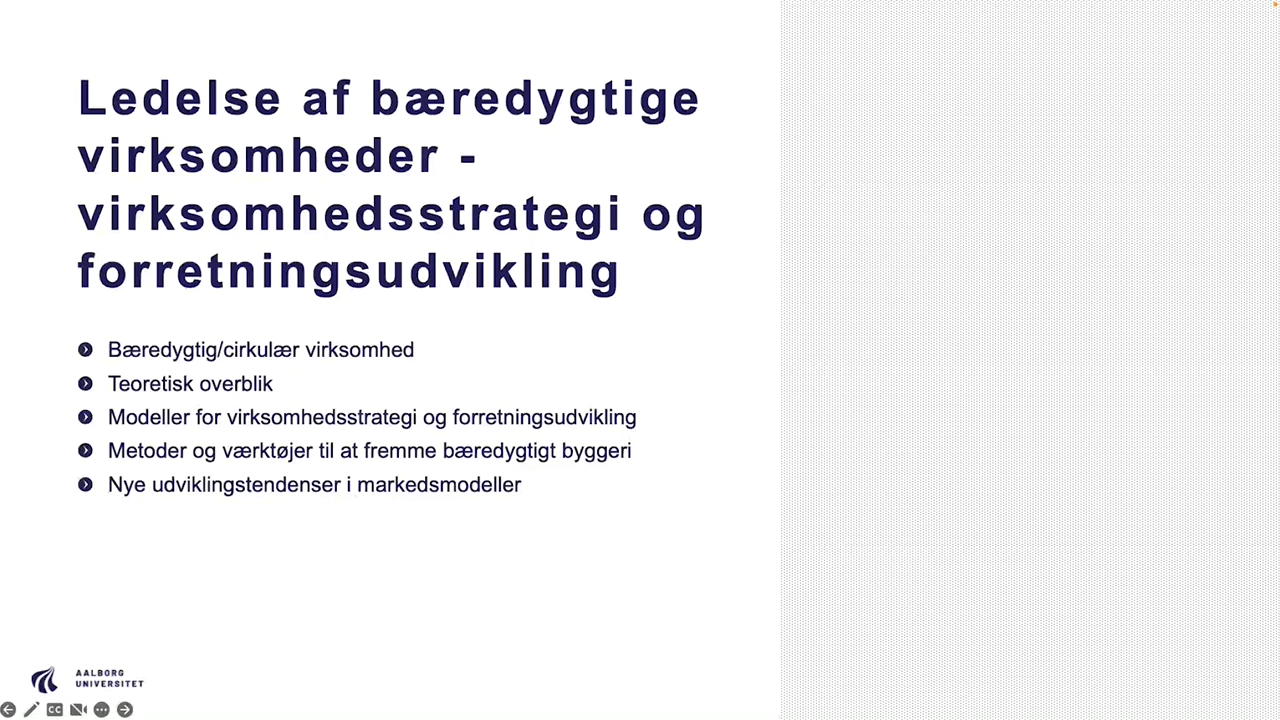 Ledelse af bæredygtige
virksomheder -
virksomhedsstrategi og
forretningsudvikling
Bæredygtig/cirkulær virksomhed
Teoretisk overblik
Modeller for virksomhedsstrategi og forretningsudvikling
Metoder og værktøjer til at fremme bæredygtigt byggeri
Nye udviklingstendenser i markedsmodeller
AALBORG
UNIVERSITET
CC